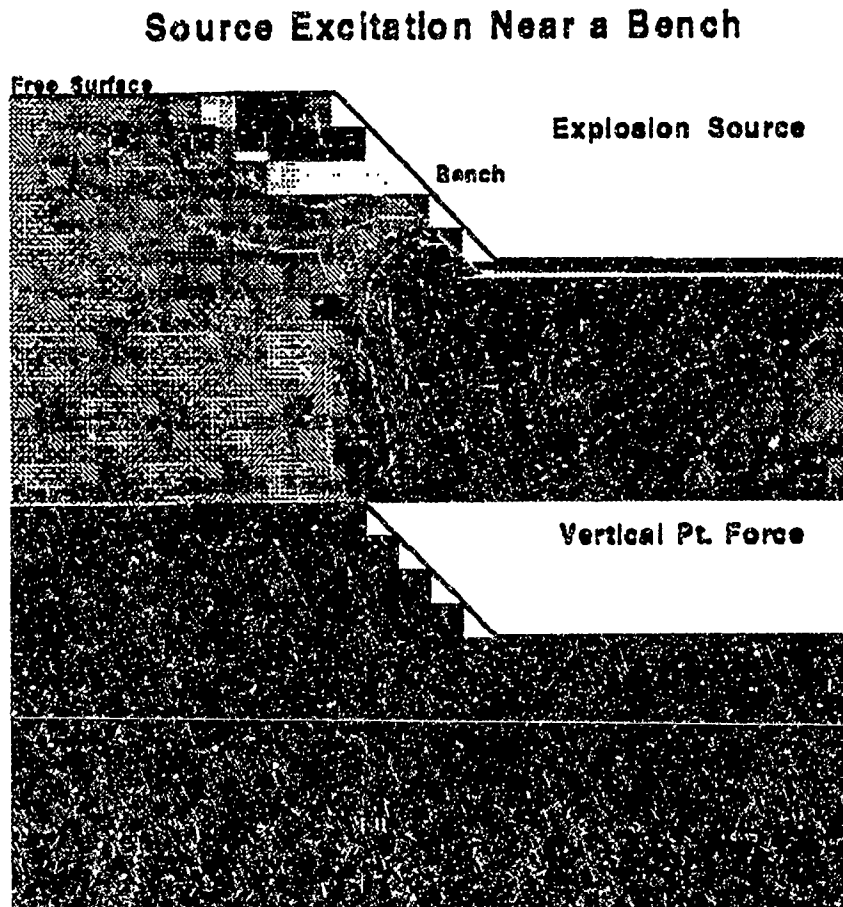 Source Excitation Near a Bench
Free Surface
Explosion Source
Bench
Vertical Pt. Force